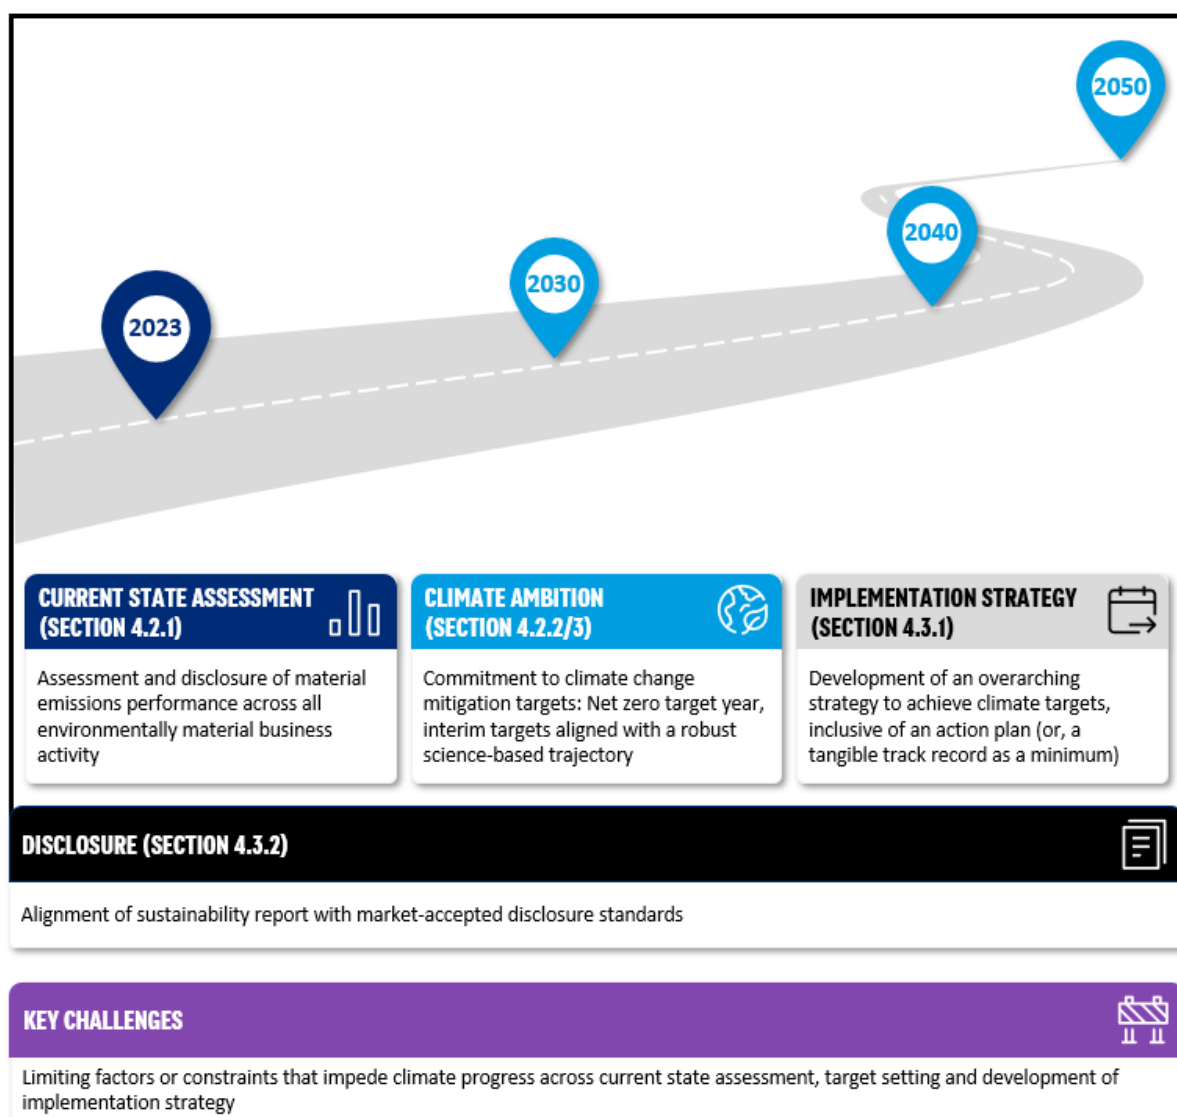 2050
2040
2030
2023
CURRENT STATE ASSESSMENT
(SECTION 4.2.1)
Assessment and disclosure of material
emissions performance across all
environmentally material business
activity
CLIMATE AMBITION
(SECTION 4.2.2/3)
Commitment to climate change
mitigation targets: Net zero target year,
interim targets aligned with a robust
science-based trajectory
IMPLEMENTATION STRATEGY
(SECTION 4.3.1)
Development of an overarching
strategy to achieve climate targets,
inclusive of an action plan (or, a
tangible track record as a minimum)
DISCLOSURE (SECTION 4.3.2)
Alignment of sustainability report with market-accepted disclosure standards
KEY CHALLENGES
Limiting factors or constraints that impede climate progress across current state assessment, target setting and development of
implementation strategy